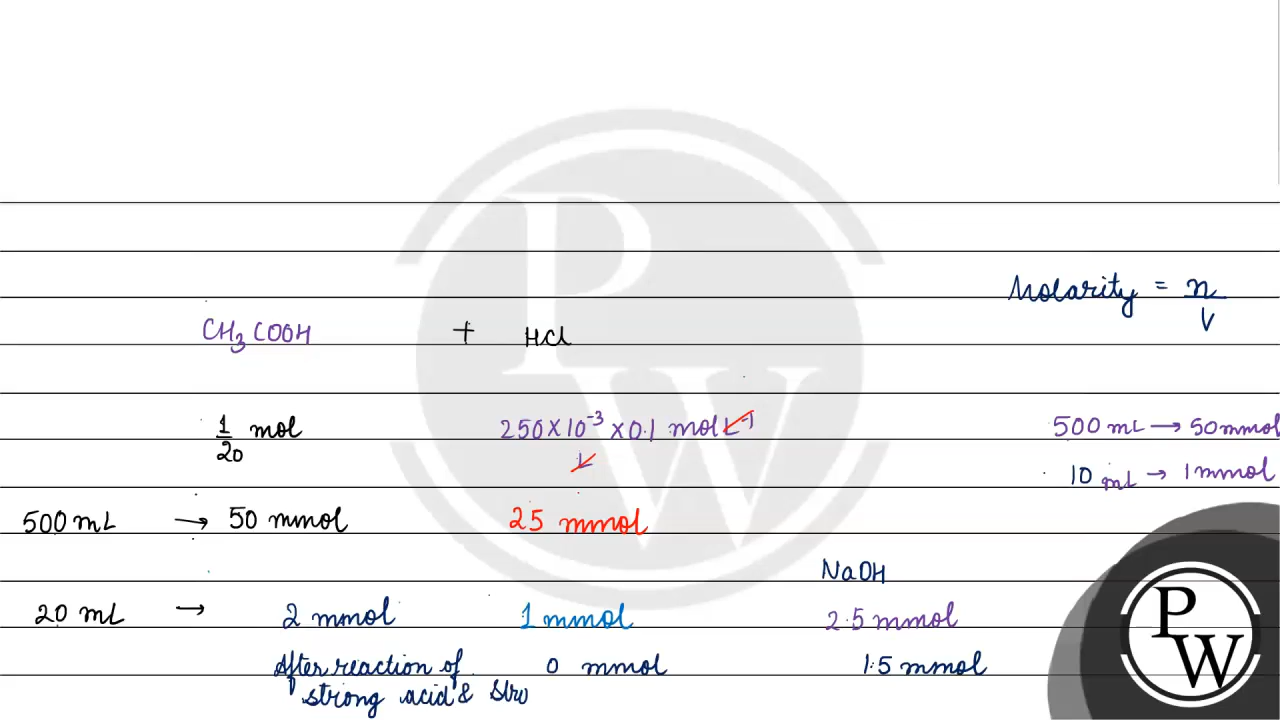 Molarity = n/V
CH₃COOH + HCl
1/20 mol 250×10⁻³ ×0.1 mol L⁻¹ 500 mL → 50 mmol
L 10 mL → 1 mmol
500 mL → 50 mmol 25 mmol
NaOH
20 mL → 2 mmol 1 mmol 2.5 mmol
After reaction of 0 mmol 1.5 mmol
strong acid & stro
P W
P W